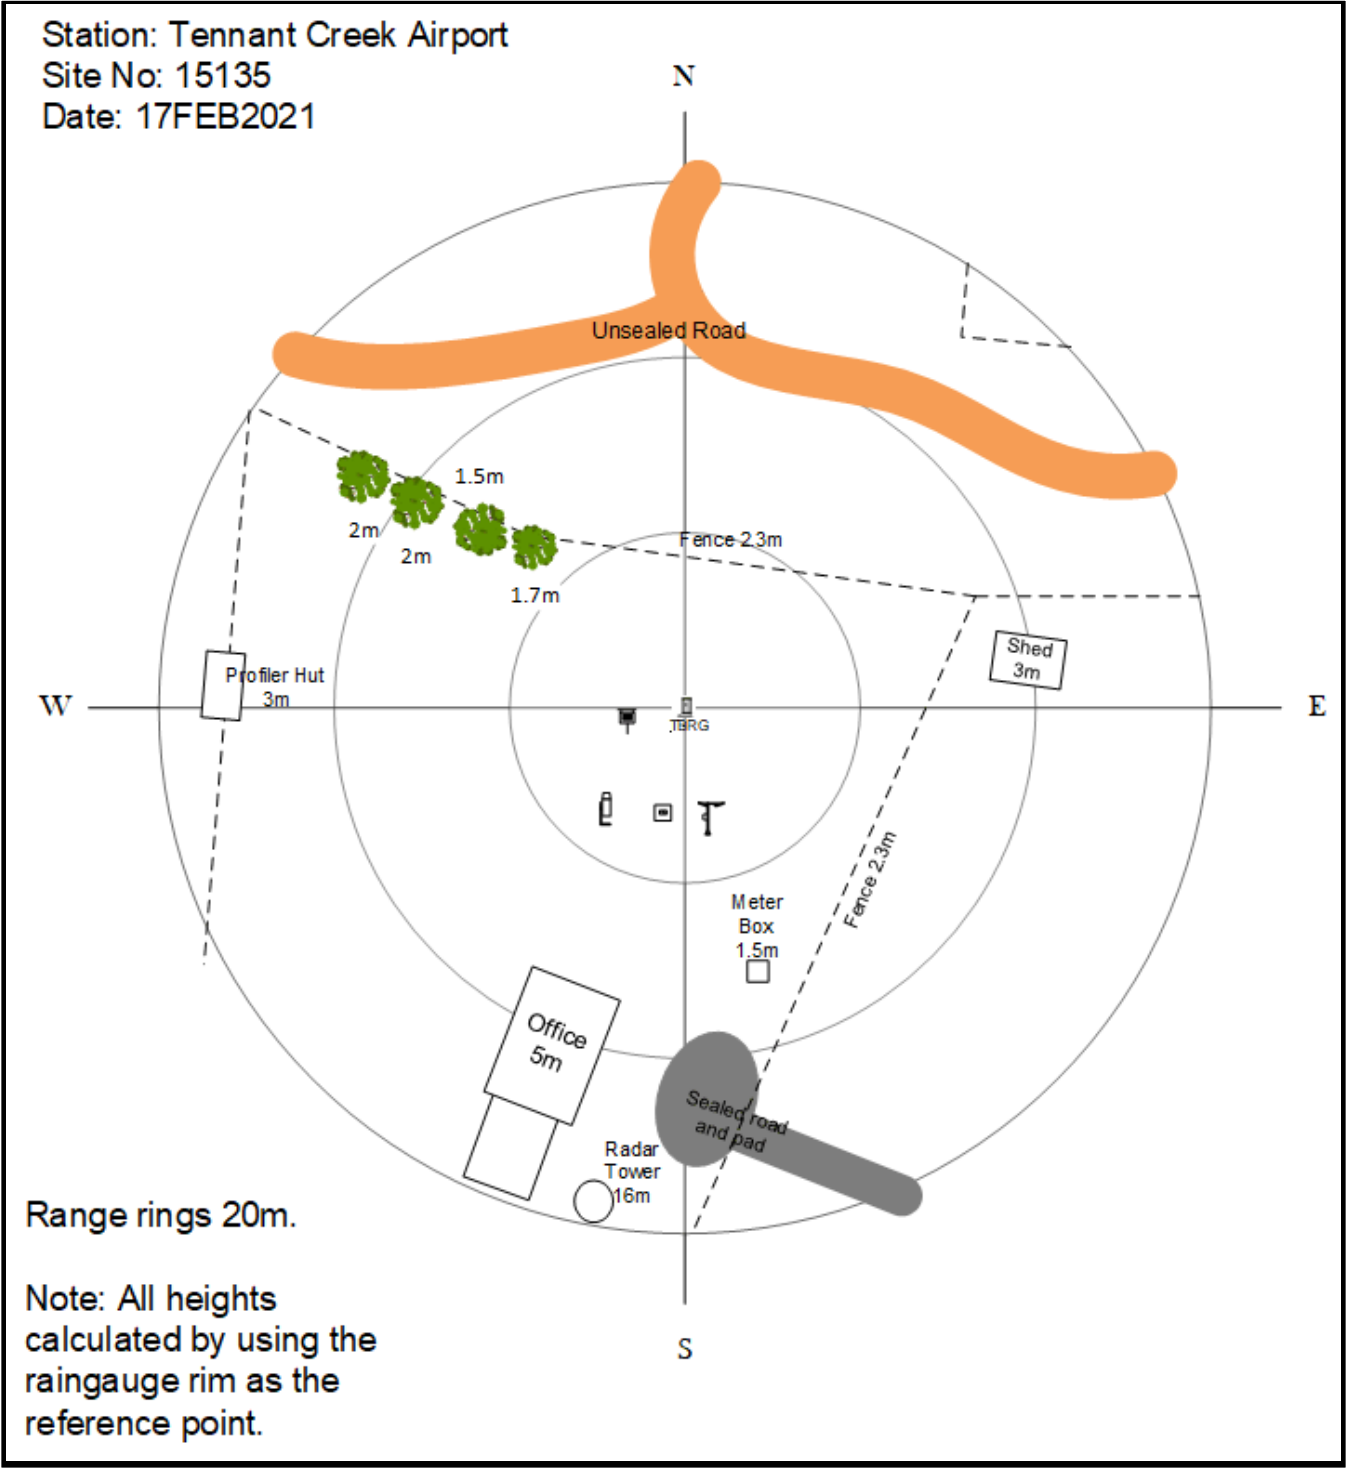 Station: Tennant Creek Airport
Site No: 15135
Date: 17FEB2021
N
Unsealed Road
1.5m
2m
2m
Fence 2.3m
1.7m
Shed
3m
Profiler Hut
3m
W
E
TBRG
Fence 2.3m
Meter
Box
1.5m
Office
5m
Sealed road
and pad
Radar
Tower
16m
Range rings 20m.
Note: All heights
calculated by using the
raingauge rim as the
reference point.
S